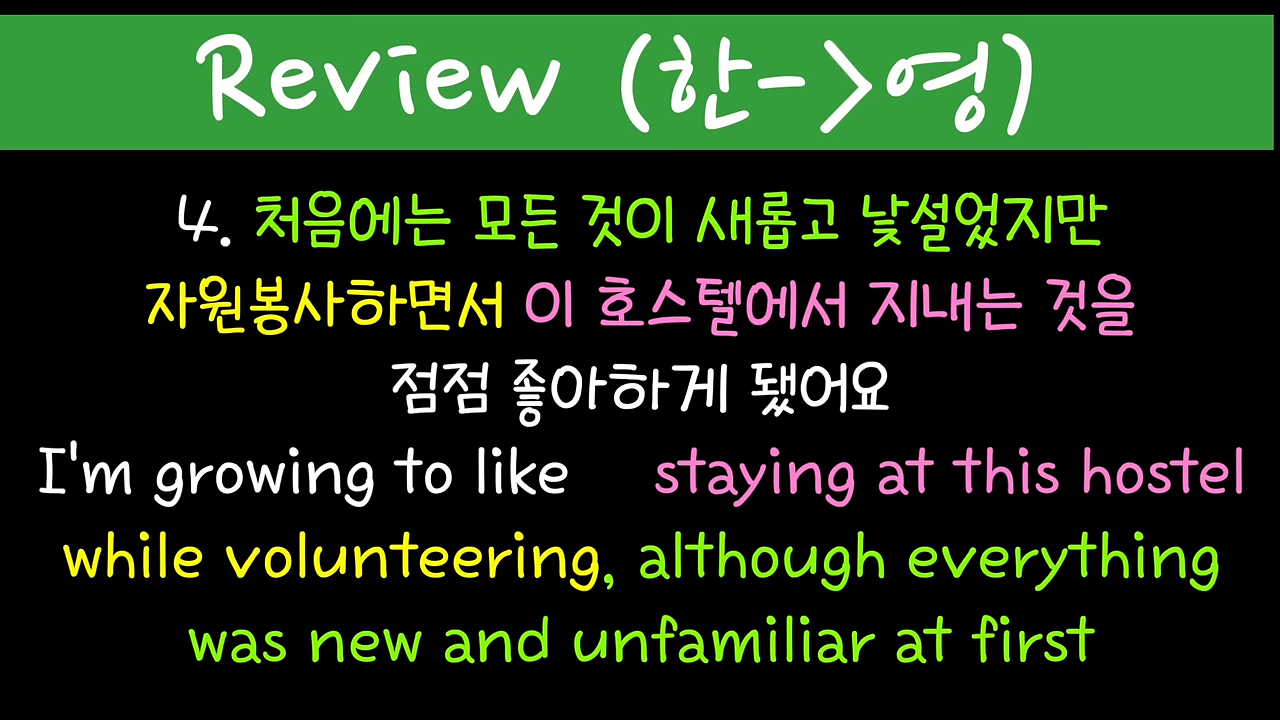 Review (한->영)
4. 처음에는 모든 것이 새롭고 낯설었지만
자원봉사하면서 이 호스텔에서 지내는 것을
점점 좋아하게 됐어요
I'm growing to like staying at this hostel
while volunteering, although everything
was new and unfamiliar at first